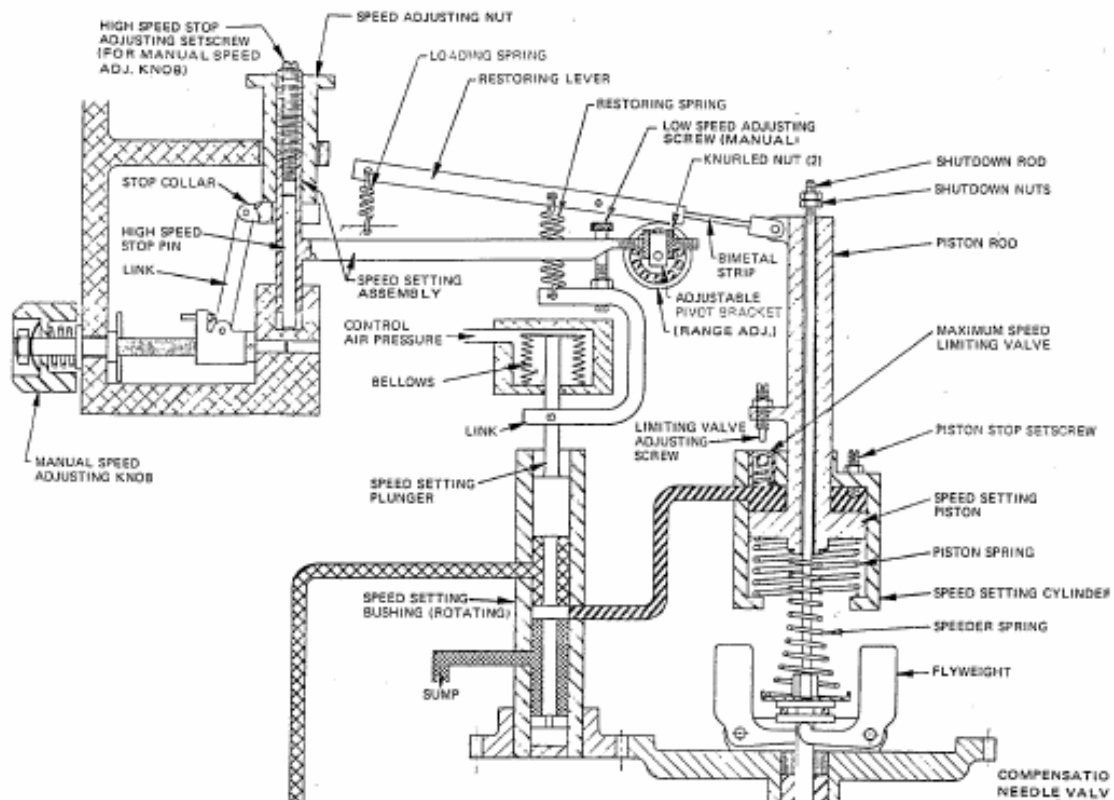 HIGH SPEED STOP
ADJUSTING SETSCREW
(FOR MANUAL SPEED
ADJ. KNOB)
SPEED ADJUSTING NUT
LOADING SPRING
RESTORING LEVER
RESTORING SPRING
LOW SPEED ADJUSTING
SCREW (MANUAL)
KNURLED NUT (2)
SHUTDOWN ROD
SHUTDOWN NUTS
STOP COLLAR
HIGH SPEED
STOP PIN
LINK
SPEED SETTING
ASSEMBLY
BIMETAL
STRIP
PISTON ROD
ADJUSTABLE
PIVOT BRACKET
(RANGE ADJ.)
CONTROL
AIR PRESSURE
MAXIMUM SPEED
LIMITING VALVE
BELLOWS
LINK
LIMITING VALVE
ADJUSTING
SCREW
PISTON STOP SETSCREW
MANUAL SPEED
ADJUSTING KNOB
SPEED SETTING
PLUNGER
SPEED SETTING
PISTON
PISTON SPRING
SPEED SETTING
BUSHING (ROTATING)
SPEED SETTING CYLINDER
SPEEDER SPRING
FLYWEIGHT
SUMP
COMPENSATIO
NEEDLE VALV